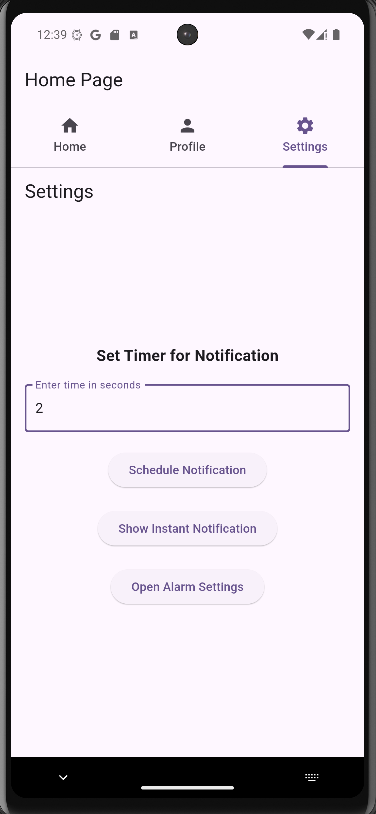 12:39
Home Page
Home Profile Settings
Settings
Set Timer for Notification
Enter time in seconds
2
Schedule Notification
Show Instant Notification
Open Alarm Settings